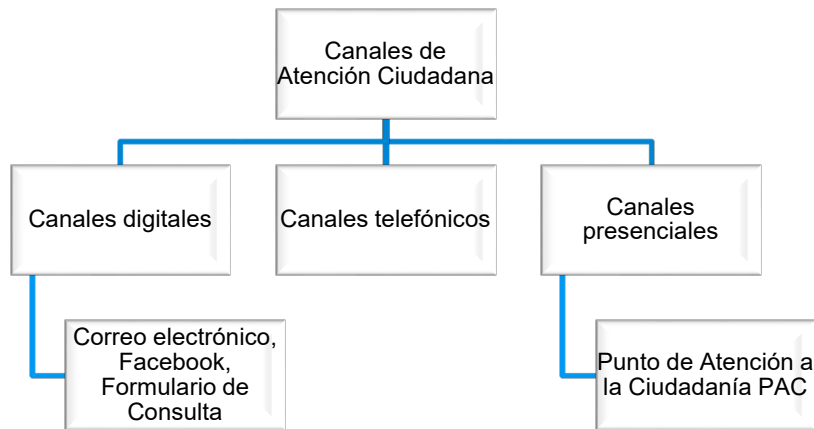 Canales de
Atención Ciudadana
Canales digitales
Canales telefónicos
Canales
presenciales
Correo electrónico,
Facebook,
Formulario de
Consulta
Punto de Atención a
la Ciudadanía PAC